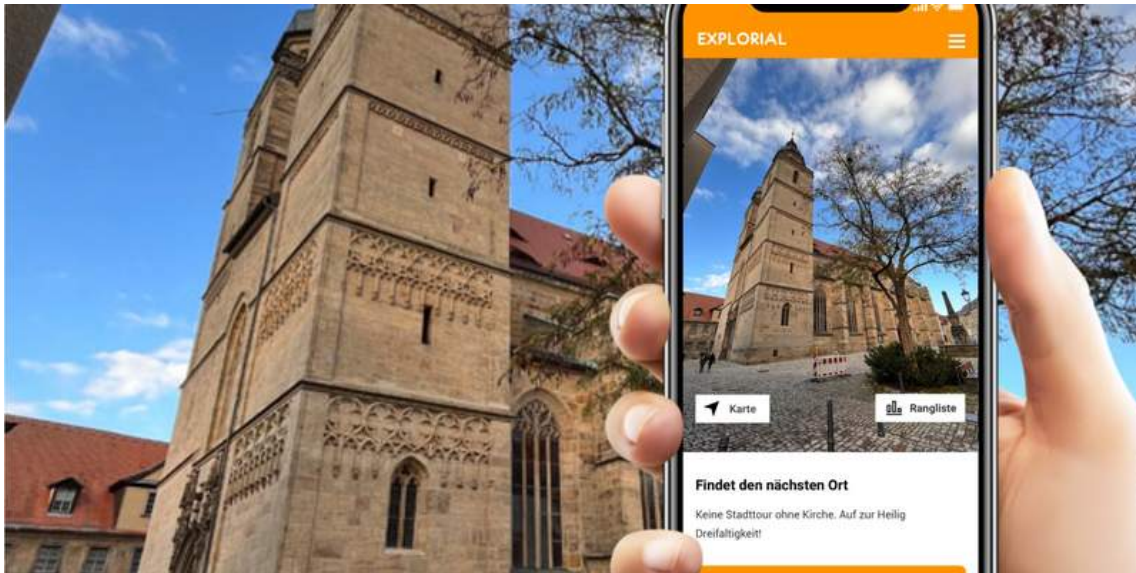 EXPLORIAL
Karte
Rangliste
Findet den nächsten Ort
Keine Stadttour ohne Kirche. Auf zur Heilig
Dreifaltigkeit!